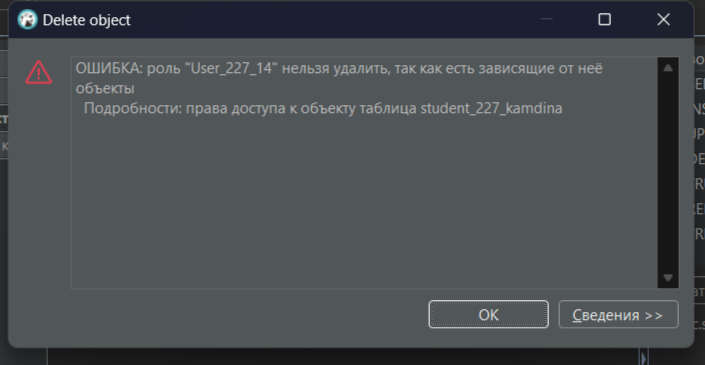 Delete object
ОШИБКА: роль "User_227_14" нельзя удалить, так как есть зависящие от неё
объекты
Подробности: права доступа к объекту таблица student_227_kamdina
OK
Сведения >>